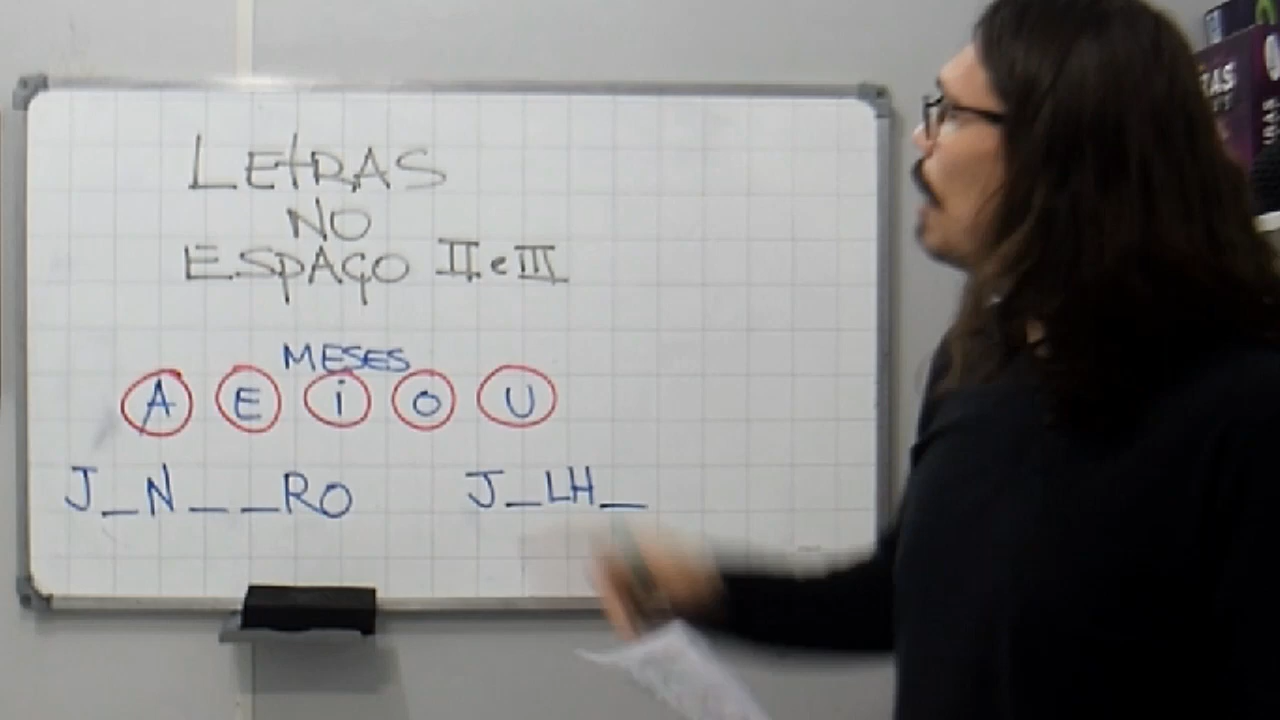 LEtRAS
NO
ESPAÇO II e III
MESES
A E i O U
J_N__RO J_LH_